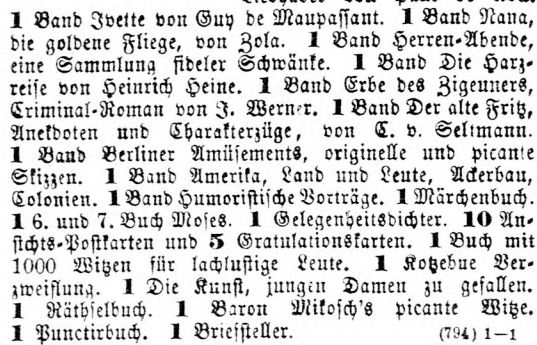 1 Band Ivette von Guy de Maupassant. 1 Band Nana,
die goldene Fliege, von Zola. 1 Band Herren-Abende,
eine Sammlung fideler Schwänke. 1 Band Die Harz-
reise von Heinrich Heine. 1 Band Erbe des Zigeuners,
Criminal-Roman von J. Werner. 1 Band Der alte Fritz,
Anekdoten und Charakterzüge, von C. v. Seltmann.
1 Band Berliner Amüsements, originelle und picante
Skizzen. 1 Band Amerika, Land und Leute, Ackerbau,
Colonien. 1 Band Humoristische Vorträge. 1 Märchenbuch.
1 6. und 7. Buch Moses. 1 Gelegenheitsdichter. 10 An-
sichts-Postkarten und 5 Gratulationskarten. 1 Buch mit
1000 Witzen für lachlustige Leute. 1 Kotzebue Ver-
zweiflung. 1 Die Kunst, jungen Damen zu gefallen.
1 Räthselbuch. 1 Baron Mikosch's picante Witze.
1 Punctirbuch. 1 Briefsteller. (794) 1—1